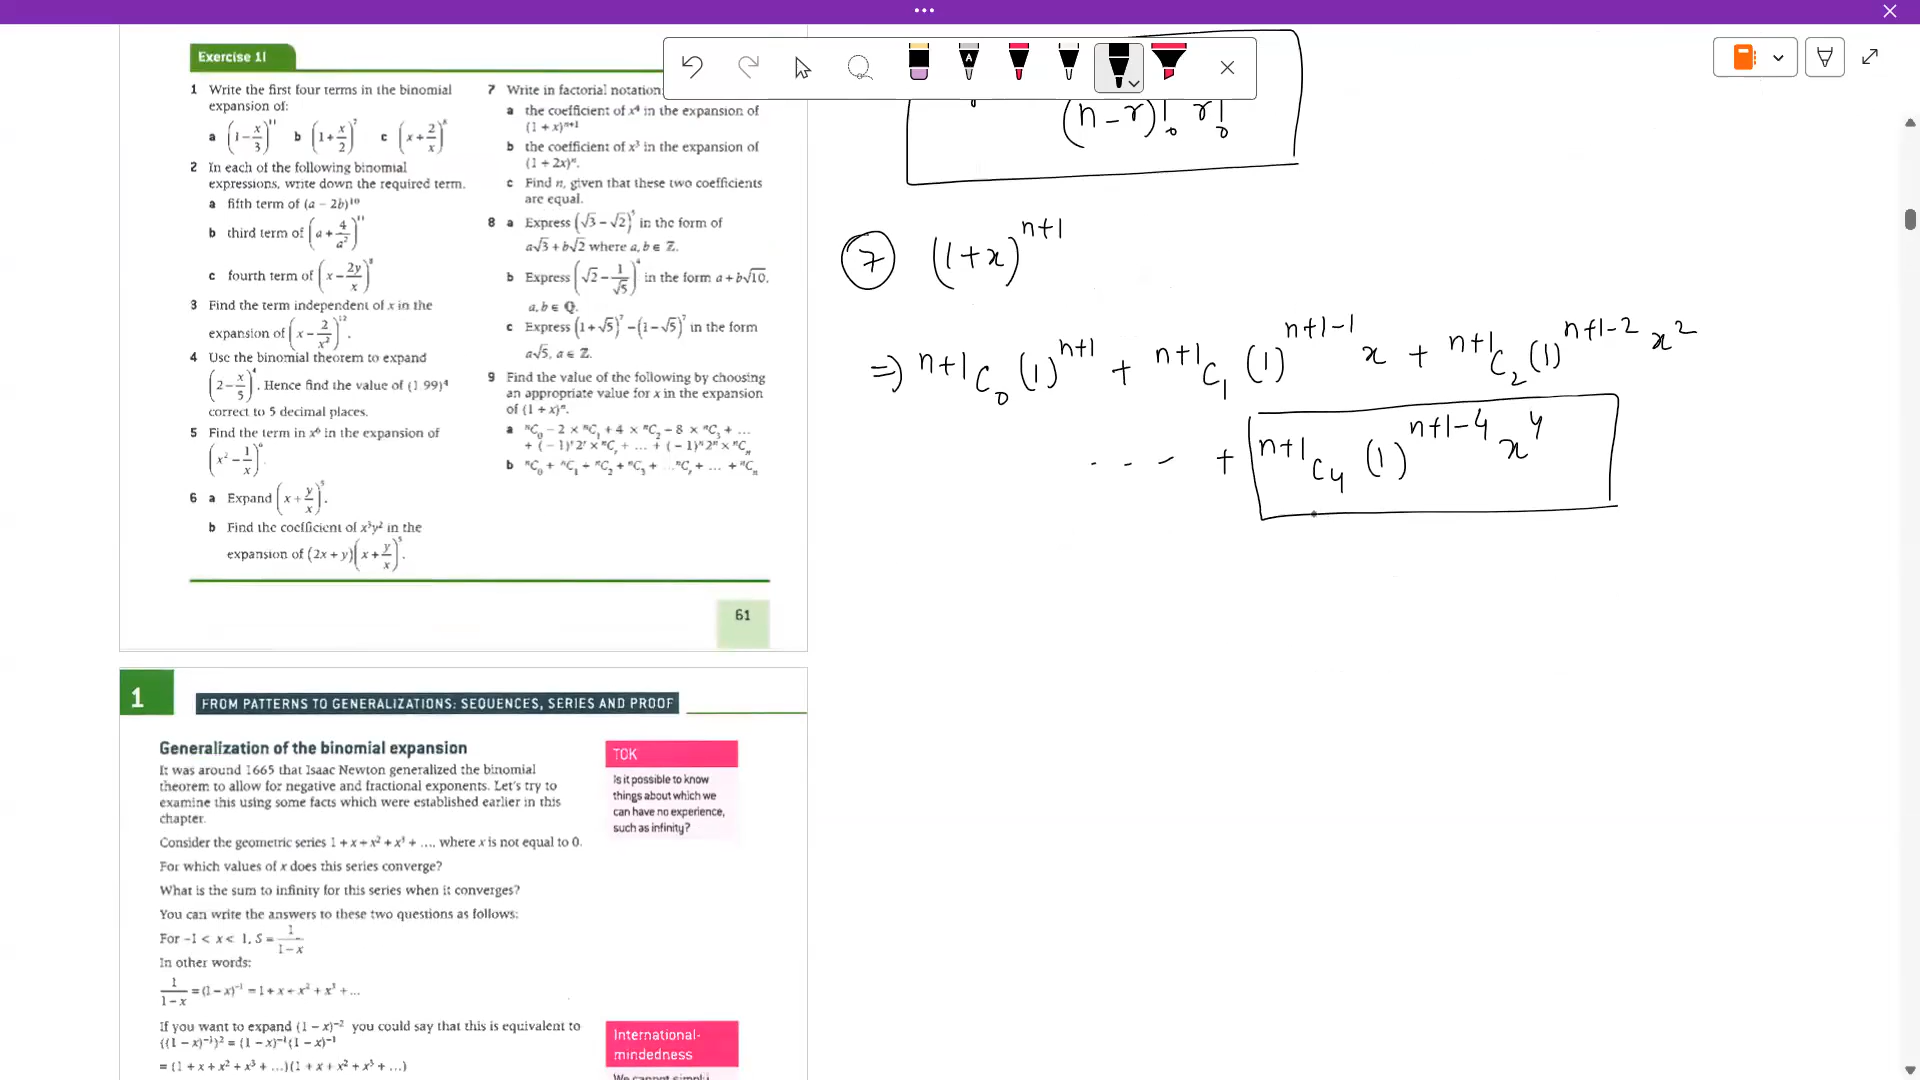 Exercise 1I
1 Write the first four terms in the binomial
expansion of:
a (1 − x/3)¹¹ b (1 + x/2)⁷ c (x + 2/x)⁸
2 In each of the following binomial
expressions, write down the required term.
a fifth term of (a − 2b)¹⁰
b third term of (a + 4/a²)¹¹
c fourth term of (x − 2y/x)⁸
3 Find the term independent of x in the
expansion of (x − 2/x²)¹²
4 Use the binomial theorem to expand
(2 − x/5)⁴. Hence find the value of (1.99)⁴
correct to 5 decimal places.
5 Find the term in x⁶ in the expansion of
(x² − 1/x)
6 a Expand (x + y/x)⁵.
b Find the coefficient of x³y² in the
expansion of (2x + y)(x + y/x)⁵.
7 Write in factorial notation
a the coefficient of x⁴ in the expansion of
(1 + x)ⁿ⁺¹
b the coefficient of x³ in the expansion of
(1 + 2x)ⁿ.
c Find n, given that these two coefficients
are equal.
8 a Express (√3 − √2)⁵ in the form of
a√3 + b√2 where a, b ∈ ℤ.
b Express (√2 − 1/√5)⁴ in the form a + b√10,
a, b ∈ ℚ.
c Express (1 + √5)⁷ − (1 − √5)⁷ in the form
a√5, a ∈ ℤ.
9 Find the value of the following by choosing
an appropriate value for x in the expansion
of (1 + x)ⁿ.
a ⁿC₀ − 2 × ⁿC₁ + 4 × ⁿC₂ − 8 × ⁿC₃ + ...
+ (−1)ʳ2ʳ × ⁿCᵣ + ... + (−1)ⁿ2ⁿ × ⁿCₙ
b ⁿC₀ + ⁿC₁ + ⁿC₂ + ⁿC₃ + ...ⁿCᵣ + ... + ⁿCₙ
61
1
FROM PATTERNS TO GENERALIZATIONS: SEQUENCES, SERIES AND PROOF
Generalization of the binomial expansion
It was around 1665 that Isaac Newton generalized the binomial
theorem to allow for negative and fractional exponents. Let's try to
examine this using some facts which were established earlier in this
chapter.
Consider the geometric series 1 + x + x² + x³ + ..., where x is not equal to 0.
For which values of x does this series converge?
What is the sum to infinity for this series when it converges?
You can write the answers to these two questions as follows:
For −1 < x < 1, S = 1/(1 − x)
In other words:
1/(1 − x) = (1 − x)⁻¹ = 1 + x + x² + x³ + ...
If you want to expand (1 − x)⁻² you could say that this is equivalent to
((1 − x)⁻¹)² = (1 − x)⁻¹(1 − x)⁻¹
= (1 + x + x² + x³ + ...)(1 + x + x² + x³ + ...)
TOK
Is it possible to know
things about which we
can have no experience,
such as infinity?
International-
mindedness
We cannot simply
A
(n−r)! r!
7 (1+x)ⁿ⁺¹
⇒ ⁿ⁺¹C₀ (1)ⁿ⁺¹ + ⁿ⁺¹C₁ (1)ⁿ⁺¹⁻¹ x + ⁿ⁺¹C₂ (1)ⁿ⁺¹⁻² x²
. - - + ⁿ⁺¹C₄ (1)ⁿ⁺¹⁻⁴ x⁴